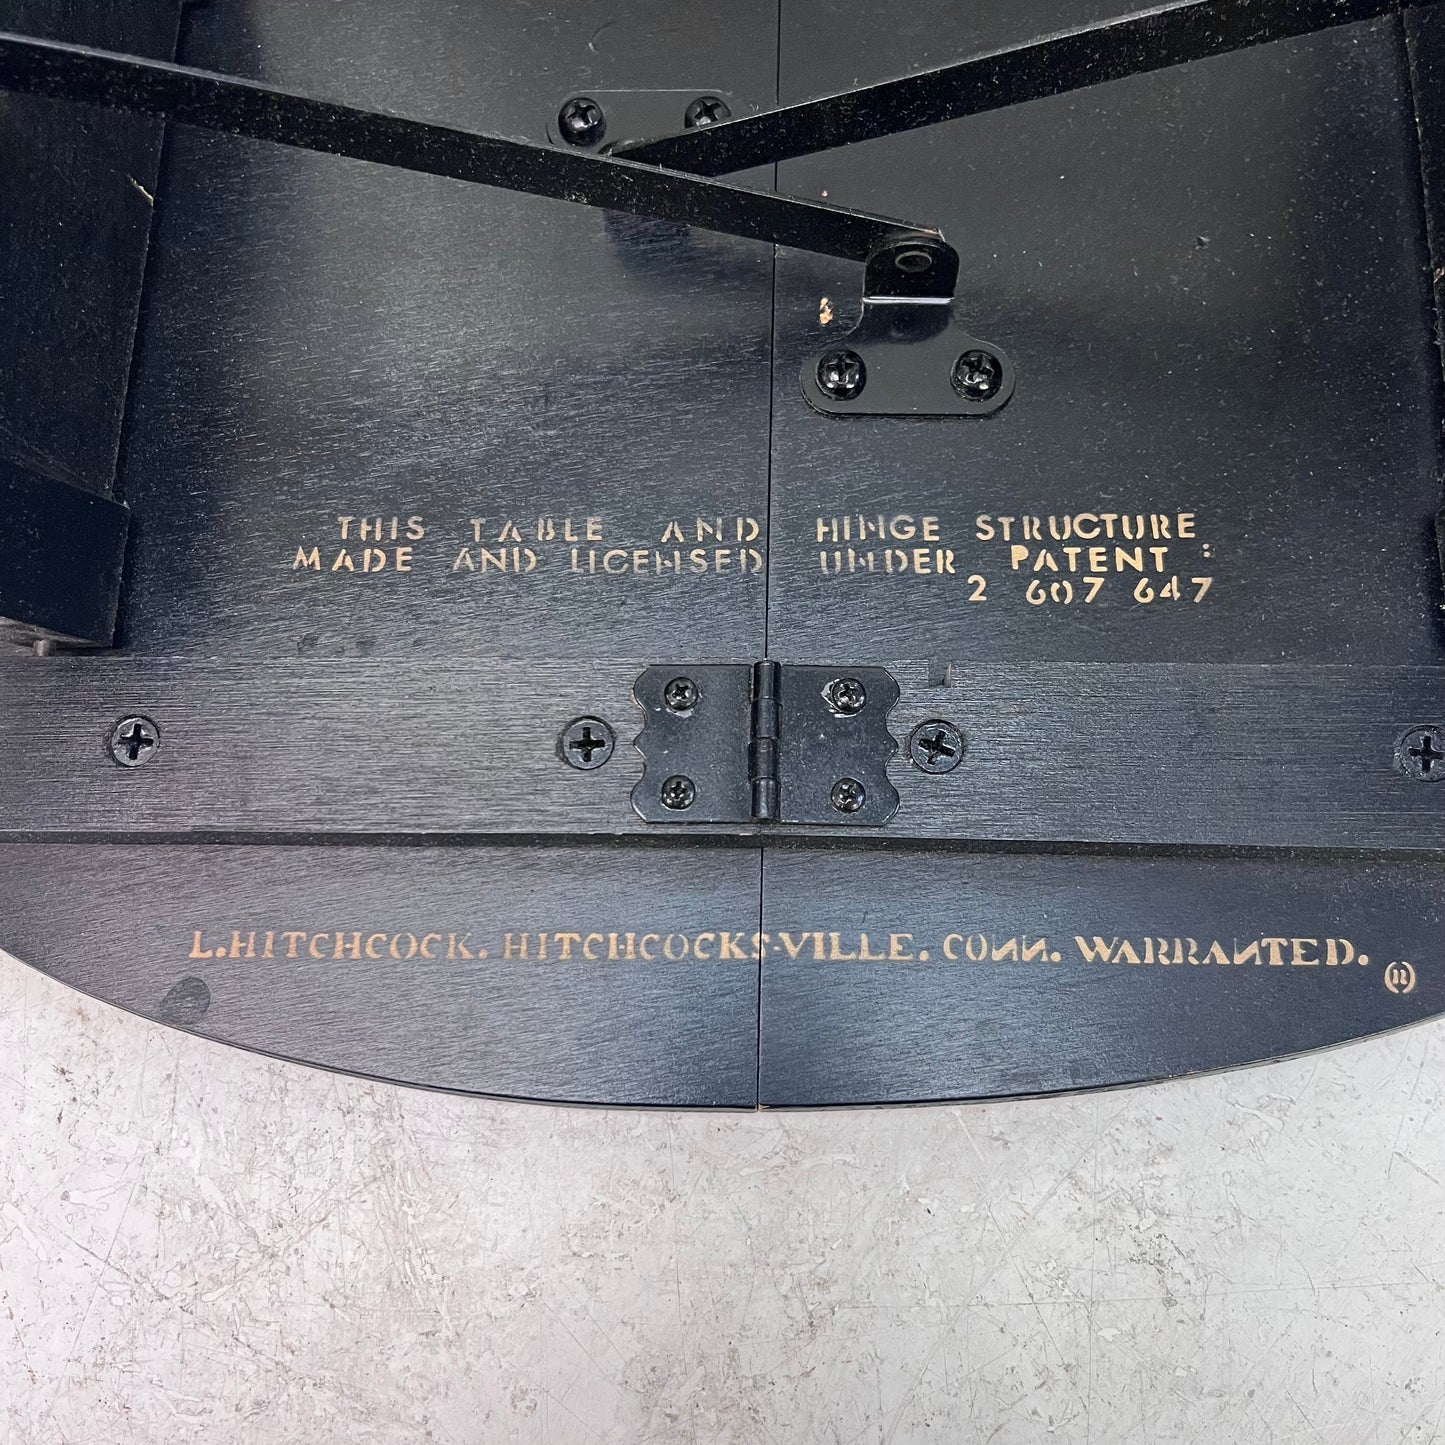 THIS TABLE AND HINGE STRUCTURE
MADE AND LICENSED UNDER PATENT :
2 607 647
L.HITCHCOCK. HITCHCOCKS-VILLE. CONN. WARRANTED.
(R)